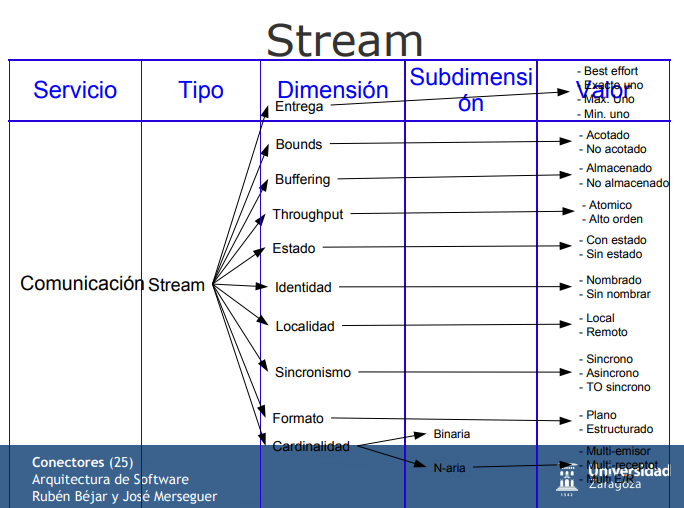 Stream
Servicio
Tipo
Dimensión
Subdimensi
ón
Valor
Comunicación
Stream
Entrega
- Best effort
- Exacto uno
- Max. Uno
- Min. uno
Bounds
- Acotado
- No acotado
Buffering
- Almacenado
- No almacenado
Throughput
- Atomico
- Alto orden
Estado
- Con estado
- Sin estado
Identidad
- Nombrado
- Sin nombrar
Localidad
- Local
- Remoto
Sincronismo
- Sincrono
- Asincrono
- TO sincrono
Formato
- Plano
- Estructurado
Cardinalidad
Binaria
N-aria
- Multi-emisor
- Multi-receptot
- Multi E/R
Conectores (25)
Arquitectura de Software
Rubén Béjar y José Merseguer
Universidad
Zaragoza
1542